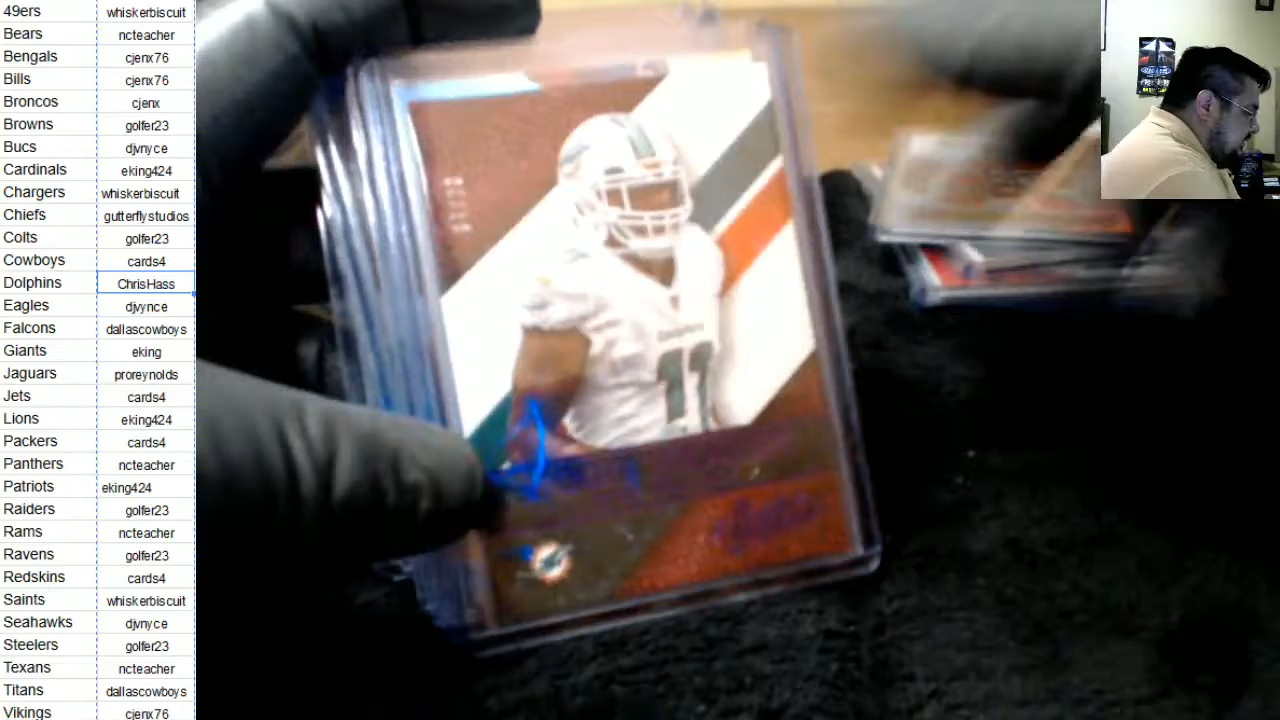 49ers whiskerbiscuit
Bears ncteacher
Bengals cjenx76
Bills cjenx76
Broncos cjenx
Browns golfer23
Bucs djvnyce
Cardinals eking424
Chargers whiskerbiscuit
Chiefs gutterflystudios
Colts golfer23
Cowboys cards4
Dolphins ChrisHass
Eagles djvynce
Falcons dallascowboys
Giants eking
Jaguars proreynolds
Jets cards4
Lions eking424
Packers cards4
Panthers ncteacher
Patriots eking424
Raiders golfer23
Rams ncteacher
Ravens golfer23
Redskins cards4
Saints whiskerbiscuit
Seahawks djvnyce
Steelers golfer23
Texans ncteacher
Titans dallascowboys
Vikings cjenx76
11